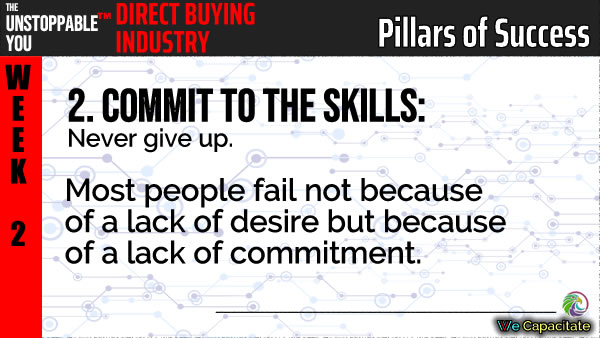 THE
UNSTOPPABLE™
YOU
DIRECT BUYING
INDUSTRY
Pillars of Success
WEEK
2
2. COMMIT TO THE SKILLS:
Never give up.
Most people fail not because
of a lack of desire but because
of a lack of commitment.
We Capacitate